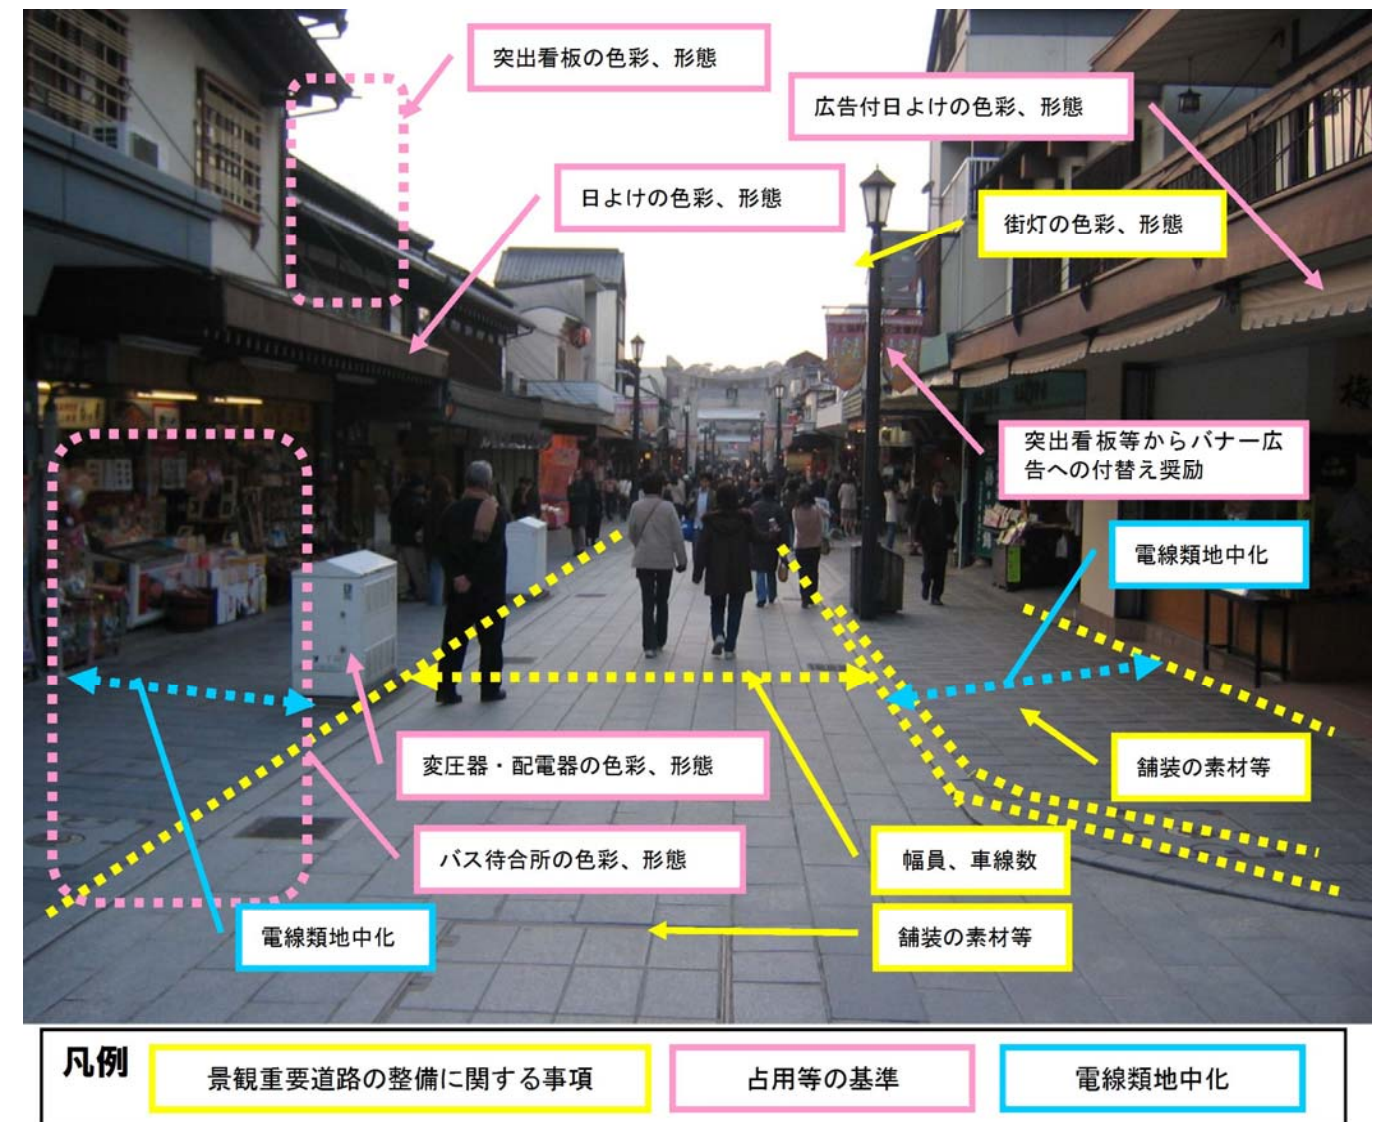 突出看板の色彩、形態
広告付日よけの色彩、形態
日よけの色彩、形態
街灯の色彩、形態
突出看板等からバナー広
告への付替え奨励
電線類地中化
変圧器・配電器の色彩、形態
舗装の素材等
バス待合所の色彩、形態
幅員、車線数
電線類地中化
舗装の素材等
凡例
景観重要道路の整備に関する事項
占用等の基準
電線類地中化